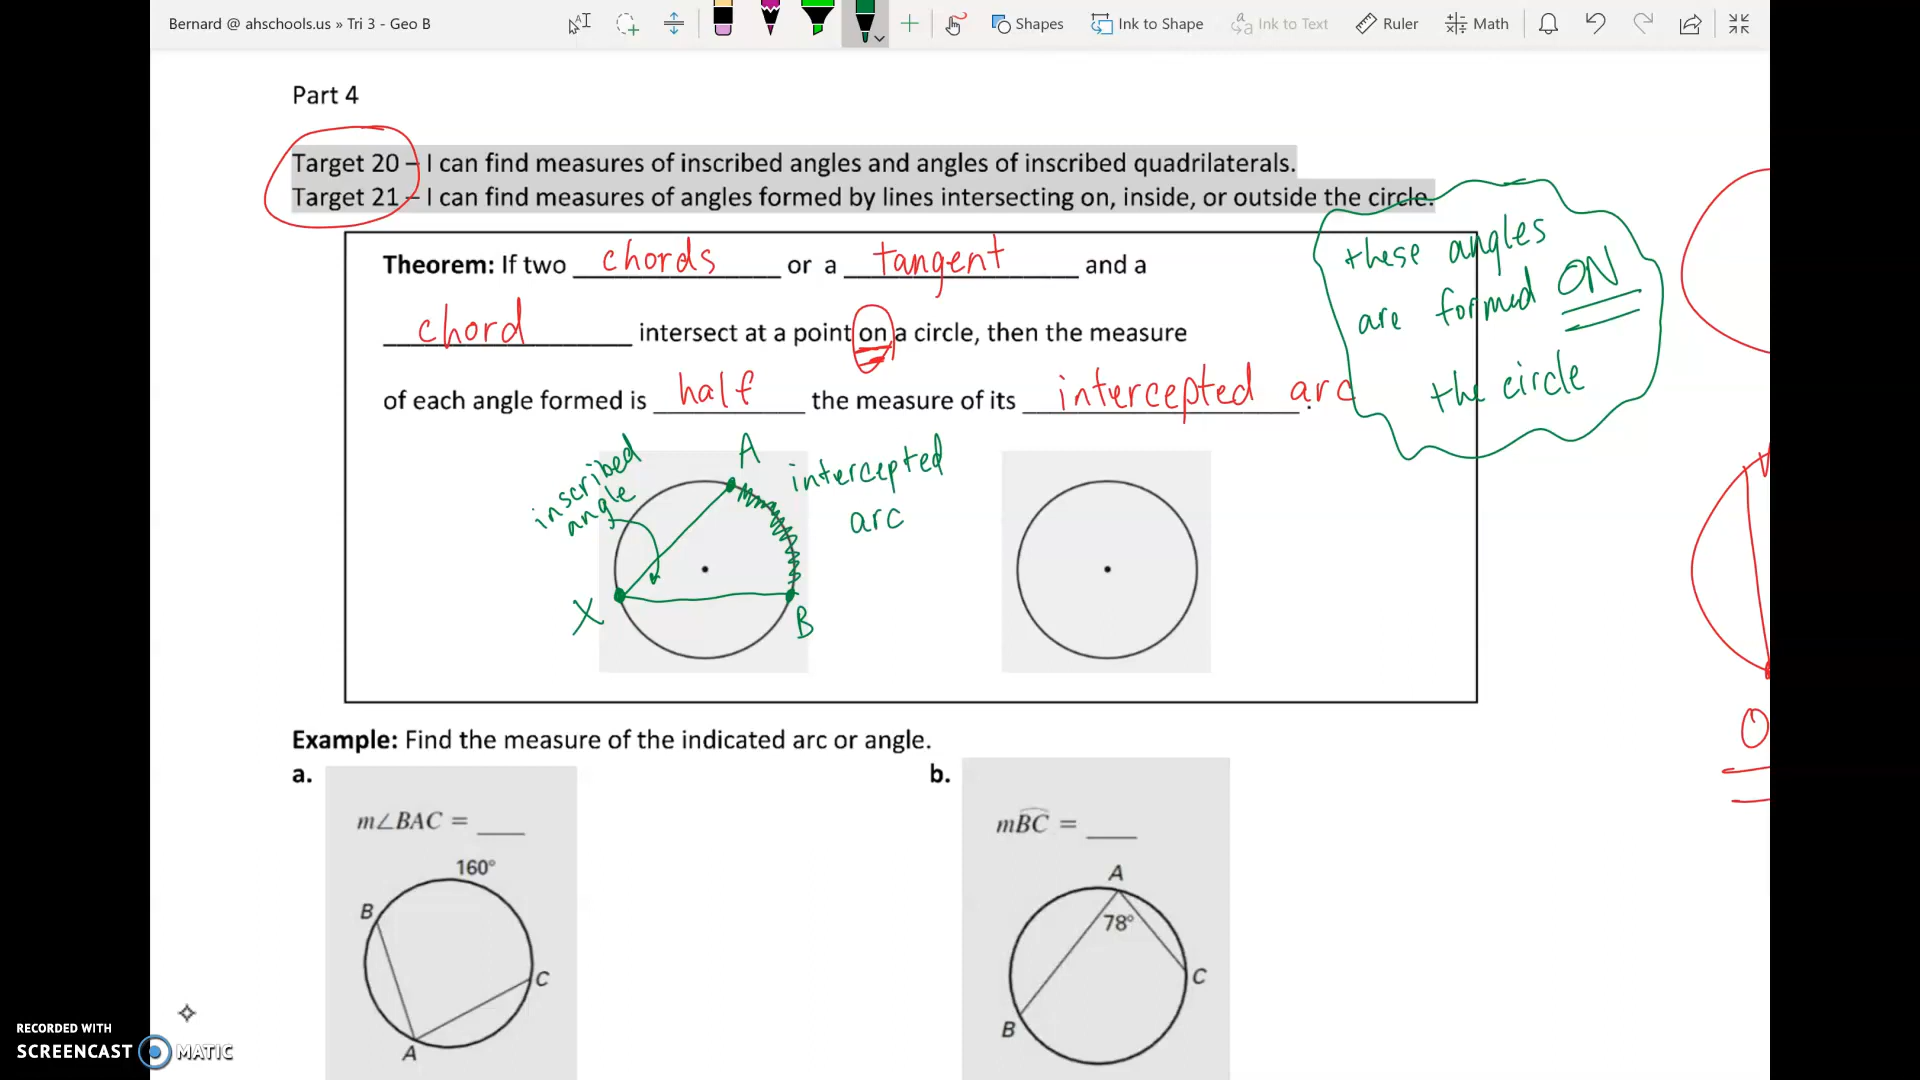 Bernard @ ahschools.us » Tri 3 - Geo B
Shapes
Ink to Shape
Ink to Text
Ruler
Math
Part 4
Target 20 – I can find measures of inscribed angles and angles of inscribed quadrilaterals.
Target 21 – I can find measures of angles formed by lines intersecting on, inside, or outside the circle.
these angles
are formed ON
the circle
Theorem: If two chords or a tangent and a
chord intersect at a point on a circle, then the measure
of each angle formed is half the measure of its intercepted arc.
inscribed
angle
A
intercepted
arc
X
B
Example: Find the measure of the indicated arc or angle.
a.
m∠BAC = ____
160°
B
C
A
b.
mBC = ____
A
78°
C
B
RECORDED WITH
SCREENCAST MATIC